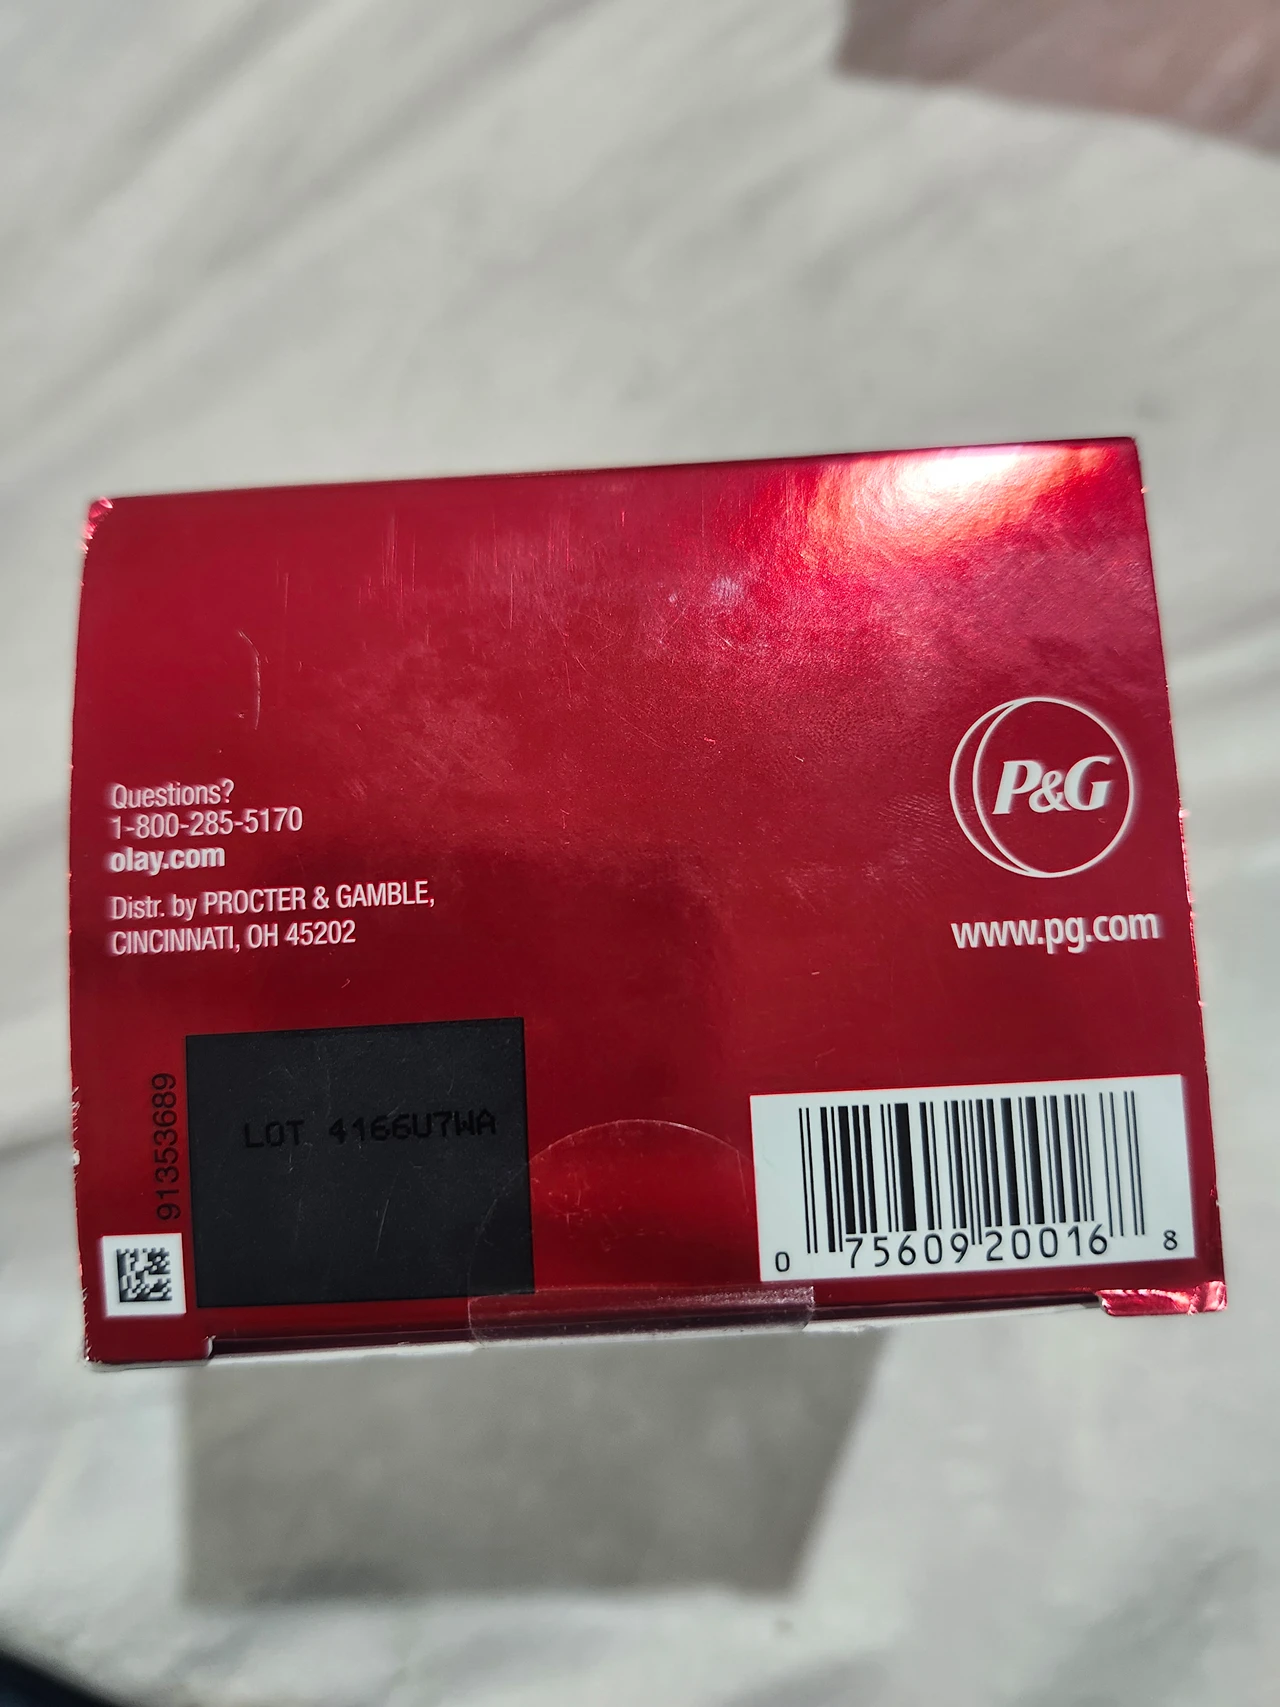 Questions?
1-800-285-5170
olay.com
Distr. by PROCTER & GAMBLE,
CINCINNATI, OH 45202
P&G
www.pg.com
91353689
LOT 4166U7WA
0 75609 20016 8